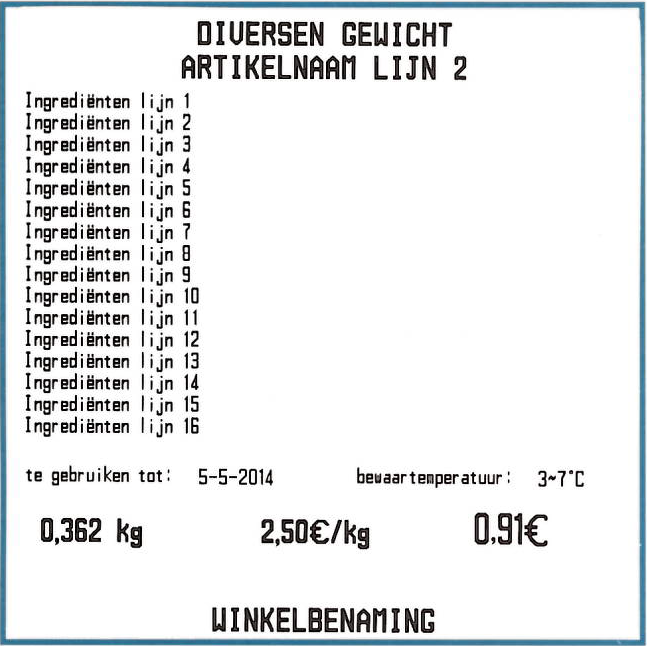 DIVERSEN GEWICHT
ARTIKELNAAM LIJN 2
Ingrediënten lijn 1
Ingrediënten lijn 2
Ingrediënten lijn 3
Ingrediënten lijn 4
Ingrediënten lijn 5
Ingrediënten lijn 6
Ingrediënten lijn 7
Ingrediënten lijn 8
Ingrediënten lijn 9
Ingrediënten lijn 10
Ingrediënten lijn 11
Ingrediënten lijn 12
Ingrediënten lijn 13
Ingrediënten lijn 14
Ingrediënten lijn 15
Ingrediënten lijn 16
te gebruiken tot: 5-5-2014 bewaartemperatuur: 3~7°C
0,362 kg 2,50€/kg 0,91€
WINKELBENAMING